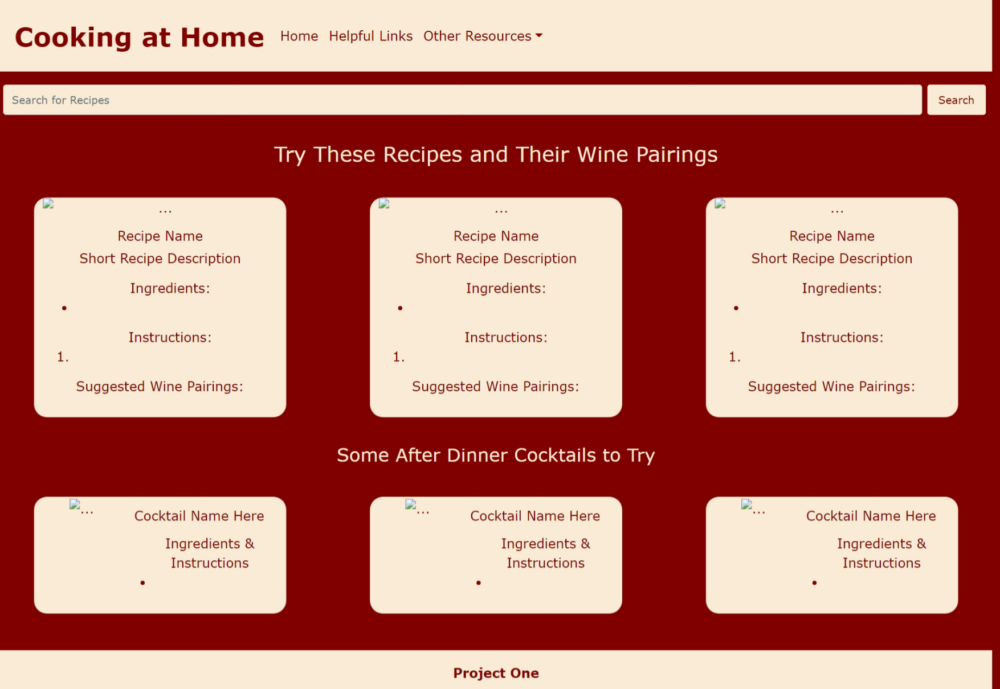 Cooking at Home Home Helpful Links Other Resources
Search for Recipes Search
Try These Recipes and Their Wine Pairings
...
Recipe Name
Short Recipe Description
Ingredients:
•
Instructions:
1.
Suggested Wine Pairings:
...
Recipe Name
Short Recipe Description
Ingredients:
•
Instructions:
1.
Suggested Wine Pairings:
...
Recipe Name
Short Recipe Description
Ingredients:
•
Instructions:
1.
Suggested Wine Pairings:
Some After Dinner Cocktails to Try
...
Cocktail Name Here
Ingredients &
Instructions
•
...
Cocktail Name Here
Ingredients &
Instructions
•
...
Cocktail Name Here
Ingredients &
Instructions
•
Project One